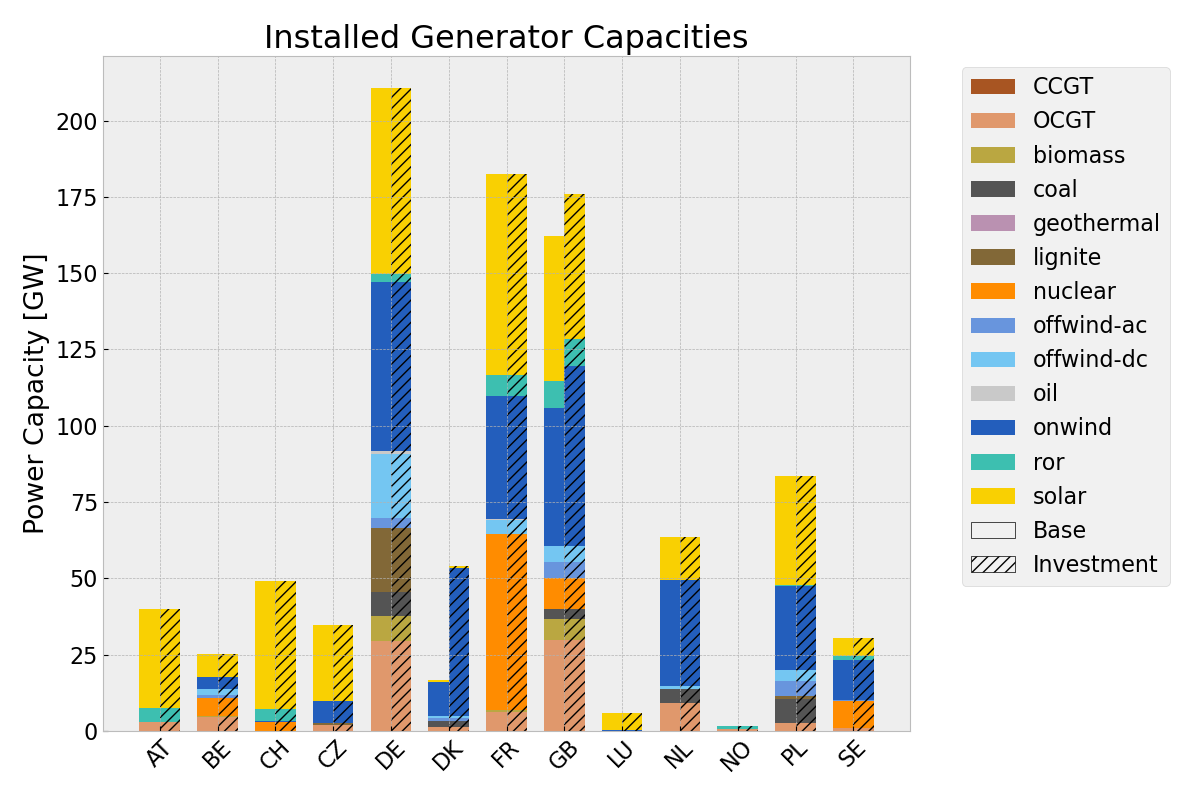 Installed Generator Capacities
Power Capacity [GW]
200
175
150
125
100
75
50
25
0
AT
BE
CH
CZ
DE
DK
FR
GB
LU
NL
NO
PL
SE
CCGT
OCGT
biomass
coal
geothermal
lignite
nuclear
offwind-ac
offwind-dc
oil
onwind
ror
solar
Base
Investment